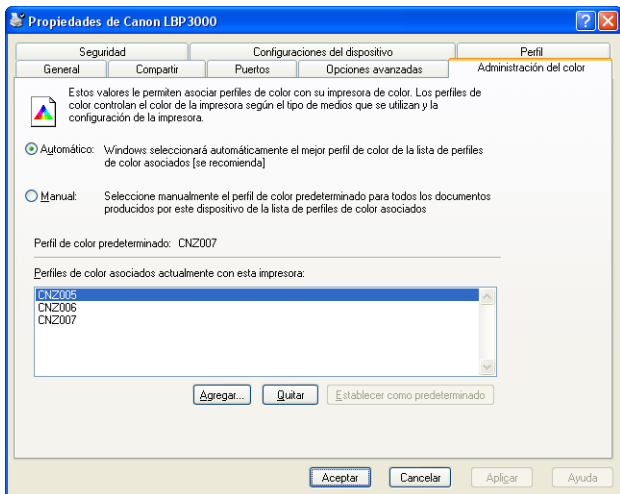 Propiedades de Canon LBP3000
Seguridad
Configuraciones del dispositivo
Perfil
General
Compartir
Puertos
Opciones avanzadas
Administración del color
Estos valores le permiten asociar perfiles de color con su impresora de color. Los perfiles de
color controlan el color de la impresora según el tipo de medios que se utilizan y la
configuración de la impresora.
Automático:
Windows seleccionará automáticamente el mejor perfil de color de la lista de perfiles
de color asociados [se recomienda]
Manual:
Seleccione manualmente el perfil de color predeterminado para todos los documentos
producidos por este dispositivo de la lista de perfiles de color asociados
Perfil de color predeterminado: CNZ007
Perfiles de color asociados actualmente con esta impresora:
CNZ005
CNZ006
CNZ007
Agregar...
Quitar
Establecer como predeterminado
Aceptar
Cancelar
Aplicar
Ayuda